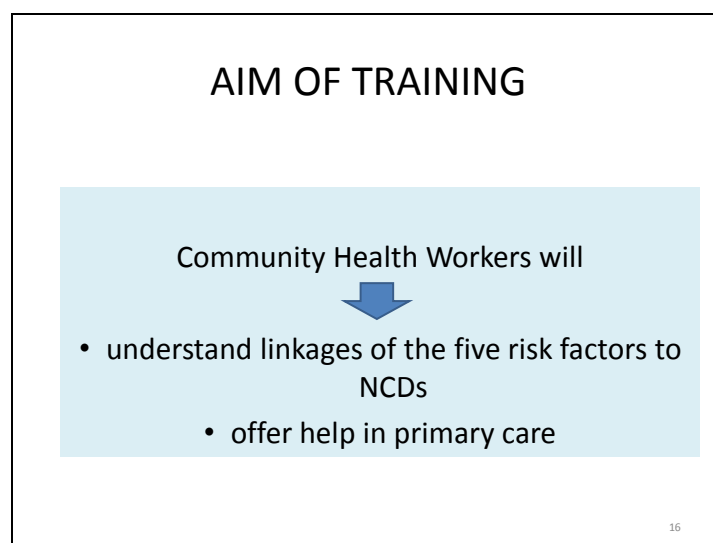 AIM OF TRAINING
Community Health Workers will
• understand linkages of the five risk factors to
NCDs
• offer help in primary care
16